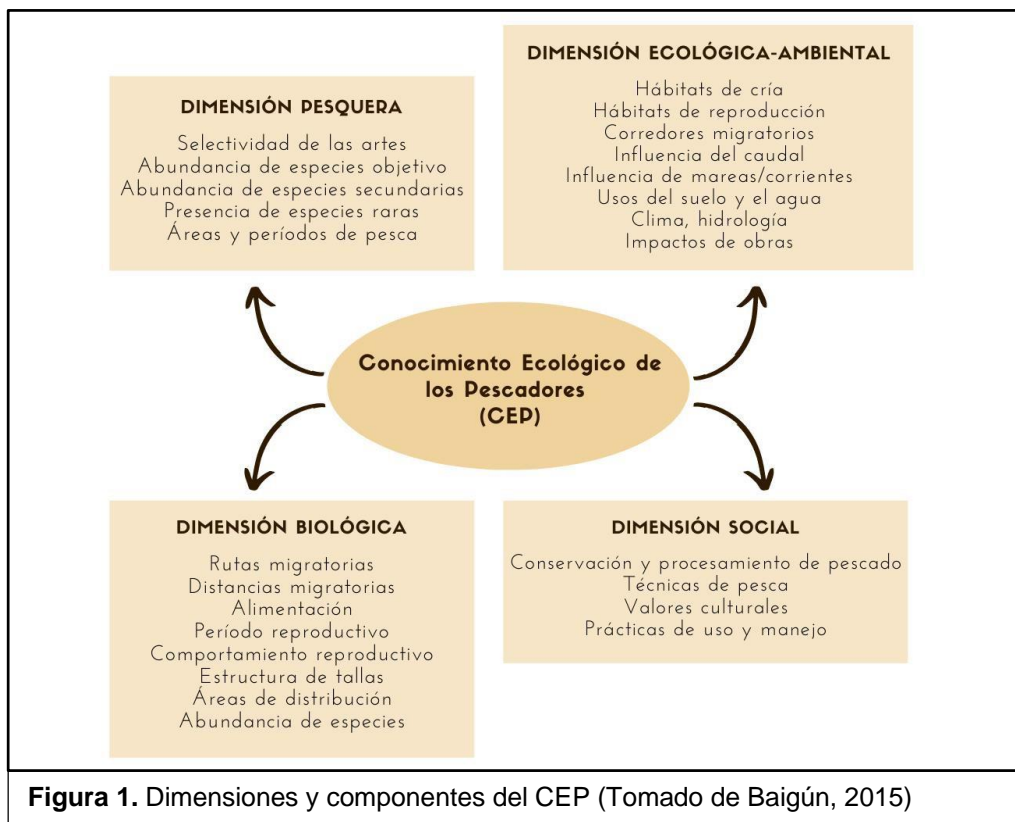 DIMENSIÓN PESQUERA
Selectividad de las artes
Abundancia de especies objetivo
Abundancia de especies secundarias
Presencia de especies raras
Áreas y períodos de pesca
DIMENSIÓN ECOLÓGICA-AMBIENTAL
Hábitats de cría
Hábitats de reproducción
Corredores migratorios
Influencia del caudal
Influencia de mareas/corrientes
Usos del suelo y el agua
Clima, hidrología
Impactos de obras
Conocimiento Ecológico de
los Pescadores
(CEP)
DIMENSIÓN BIOLÓGICA
Rutas migratorias
Distancias migratorias
Alimentación
Período reproductivo
Comportamiento reproductivo
Estructura de tallas
Áreas de distribución
Abundancia de especies
DIMENSIÓN SOCIAL
Conservación y procesamiento de pescado
Técnicas de pesca
Valores culturales
Prácticas de uso y manejo
Figura 1. Dimensiones y componentes del CEP (Tomado de Baigún, 2015)